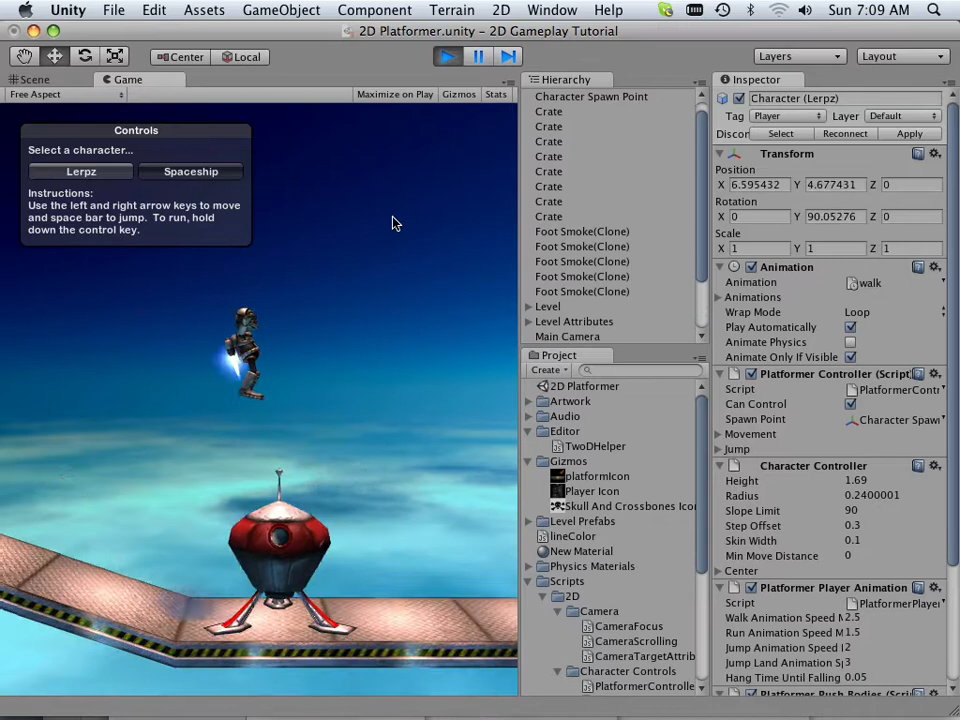 Unity File Edit Assets GameObject Component Terrain 2D Window Help Sun 7:09 AM
2D Platformer.unity - 2D Gameplay Tutorial
Center Local Layers Layout
Scene Game
Free Aspect Maximize on Play Gizmos Stats
Controls
Select a character...
Lerpz Spaceship
Instructions:
Use the left and right arrow keys to move
and space bar to jump. To run, hold
down the control key.
Hierarchy
Character Spawn Point
Crate
Crate
Crate
Crate
Crate
Crate
Crate
Crate
Foot Smoke(Clone)
Foot Smoke(Clone)
Foot Smoke(Clone)
Foot Smoke(Clone)
Foot Smoke(Clone)
Level
Level Attributes
Main Camera
Project
Create
2D Platformer
Artwork
Audio
Editor
TwoDHelper
Gizmos
platformIcon
Player Icon
Skull And Crossbones Icon
Level Prefabs
lineColor
New Material
Physics Materials
Scripts
2D
Camera
CameraFocus
CameraScrolling
CameraTargetAttrib
Character Controls
PlatformerControlle
Inspector
Character (Lerpz)
Tag Player Layer Default
Discon Select Reconnect Apply
Transform
Position
X 6.595432 Y 4.677431 Z 0
Rotation
X 0 Y 90.05276 Z 0
Scale
X 1 Y 1 Z 1
Animation
Animation walk
Animations
Wrap Mode Loop
Play Automatically
Animate Physics
Animate Only If Visible
Platformer Controller (Script)
Script PlatformerContr
Can Control
Spawn Point Character Spawn
Movement
Jump
Character Controller
Height 1.69
Radius 0.2400001
Slope Limit 90
Step Offset 0.3
Skin Width 0.1
Min Move Distance 0
Center
Platformer Player Animation
Script PlatformerPlayer
Walk Animation Speed M 2.5
Run Animation Speed M 1.5
Jump Animation Speed I 2
Jump Land Animation S 3
Hang Time Until Falling 0.05
Platformer Push Bodies (Scri